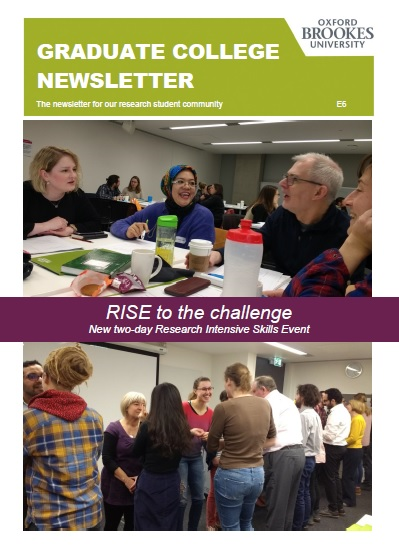 OXFORD
BROOKES
UNIVERSITY
GRADUATE COLLEGE
NEWSLETTER
The newsletter for our research student community
E6
RISE to the challenge
New two-day Research Intensive Skills Event